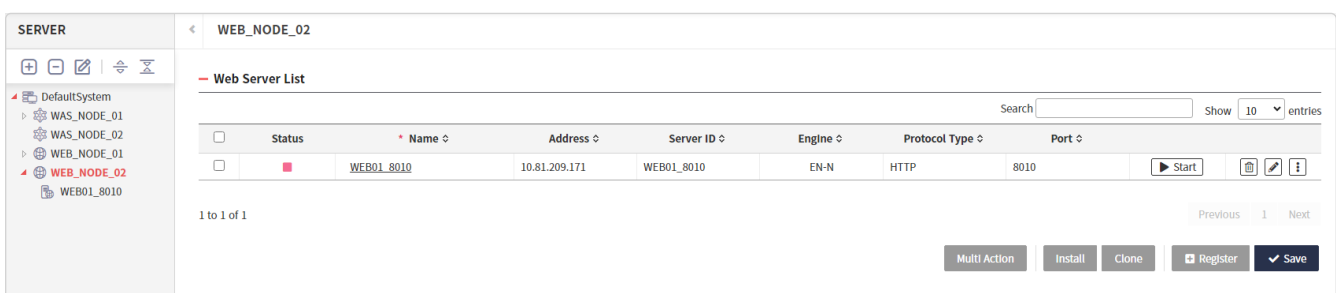 SERVER
WEB_NODE_02
DefaultSystem
WAS_NODE_01
WAS_NODE_02
WEB_NODE_01
WEB_NODE_02
WEB01_8010
Web Server List
Search Show 10 entries
Status * Name Address Server ID Engine Protocol Type Port
WEB01_8010 10.81.209.171 WEB01_8010 EN-N HTTP 8010 Start
1 to 1 of 1
Previous 1 Next
Multi Action Install Clone Register Save